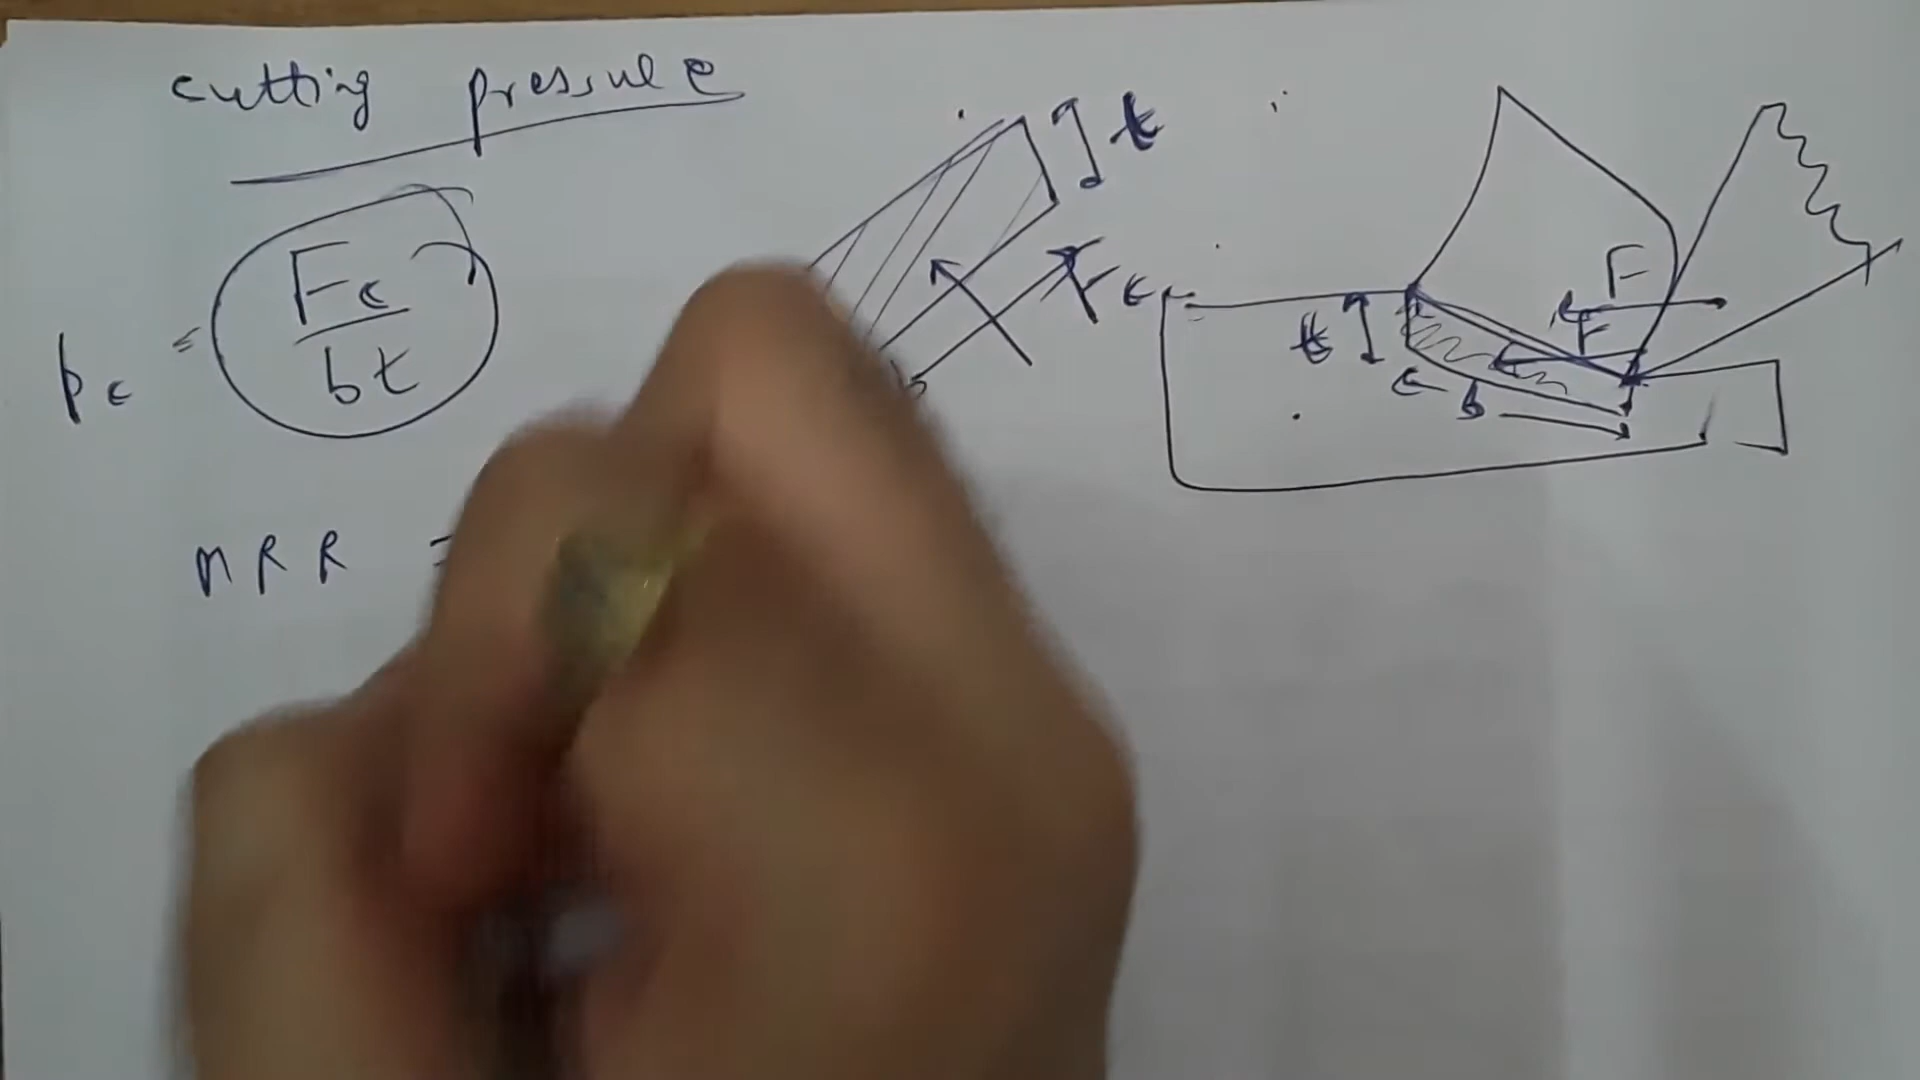 cutting pressure
t
Fc
F
pc = Fc / bt
t
F
b
MRR =